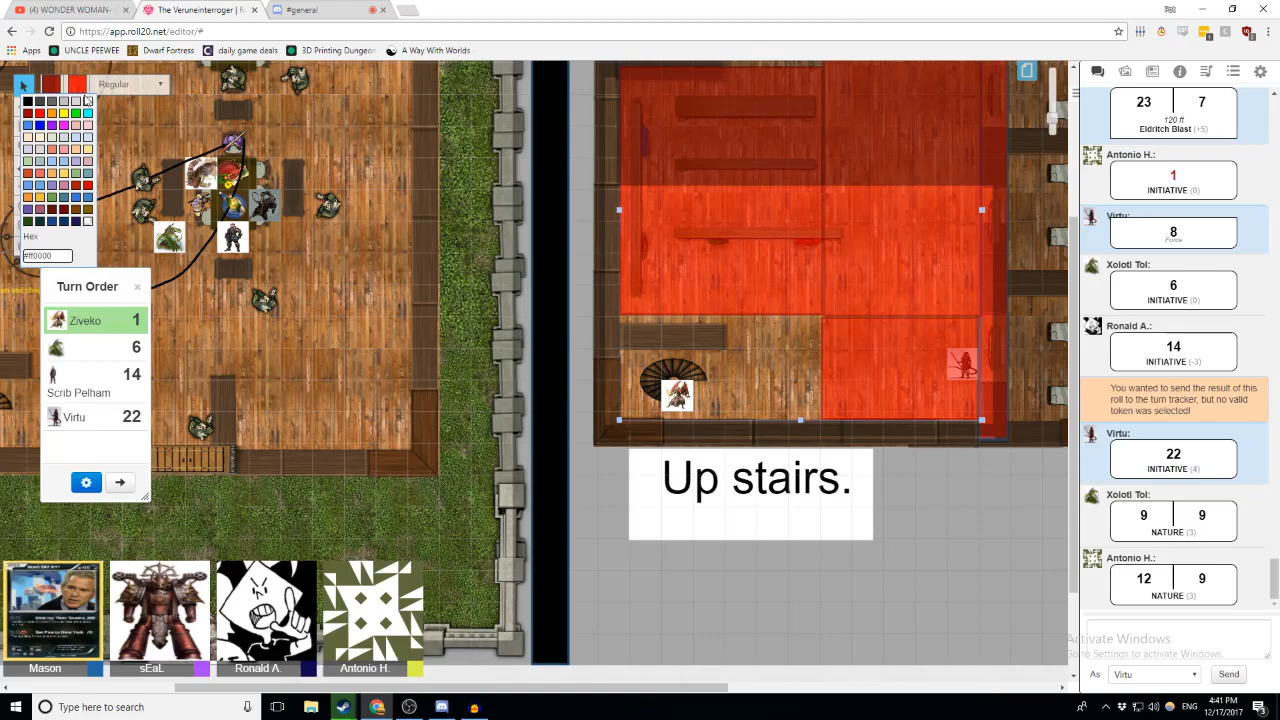 (4) WONDER WOMAN-
The Veruneinterroger | R
#general
https://app.roll20.net/editor/#
Apps
UNCLE PEEWEE
Dwarf Fortress
daily game deals
3D Printing Dungeon
A Way With Worlds
Regular
Hex
#ff0000
Turn Order
Ziveko 1
6
14
Scrib Pelham
Virtu 22
Up stairs.
Mason
sEaL
Ronald A.
Antonio H.
23 7
120 ft
Eldritch Blast (+5)
Antonio H.:
1
INITIATIVE (0)
Virtu:
8
Force
Xolotl Tol:
6
INITIATIVE (0)
Ronald A.:
14
INITIATIVE (-3)
You wanted to send the result of this
roll to the turn tracker, but no valid
token was selected!
Virtu:
22
INITIATIVE (4)
Xolotl Tol:
9 9
NATURE (3)
Antonio H.:
12 9
NATURE (3)
Activate Windows
Go to Settings to activate Windows.
As: Virtu Send
Type here to search
ENG
4:41 PM
12/17/2017